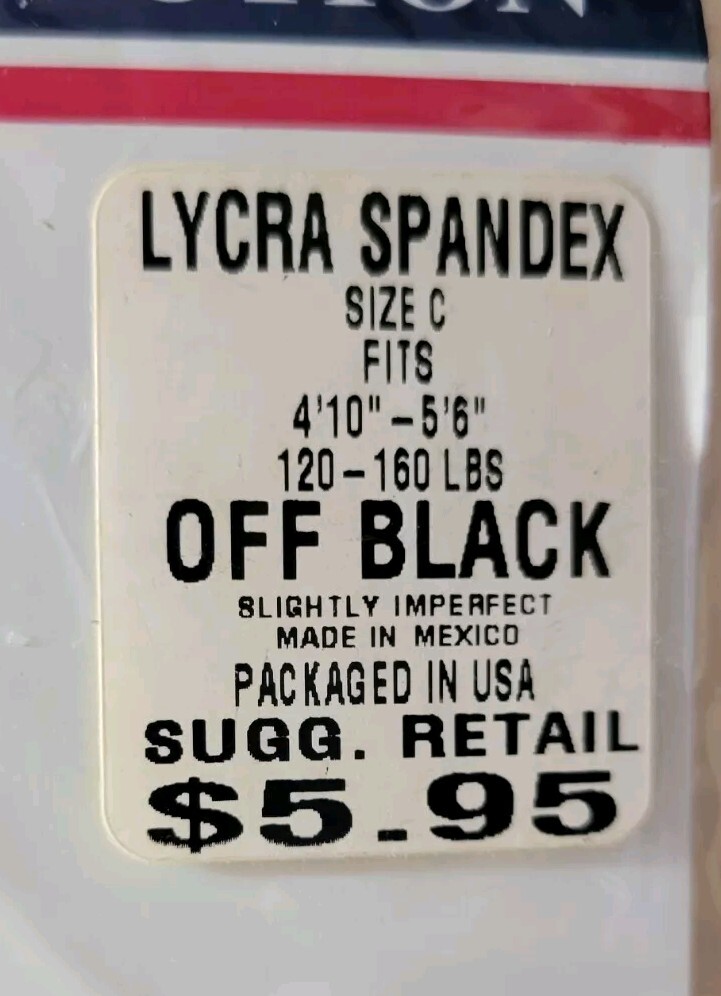 LYCRA SPANDEX
SIZE C
FITS
4'10" – 5'6"
120 – 160 LBS
OFF BLACK
SLIGHTLY IMPERFECT
MADE IN MEXICO
PACKAGED IN USA
SUGG. RETAIL
$5.95